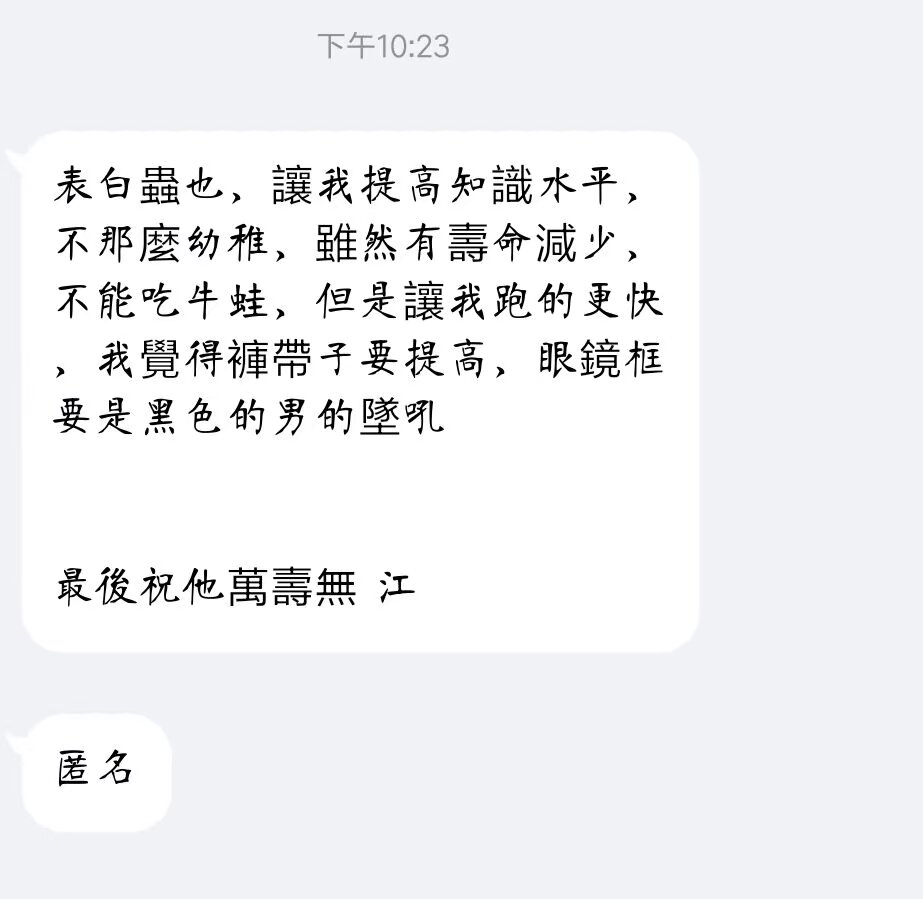 下午10:23
表白蟲也、讓我提高知識水平、
不那麼幼稚、雖然有壽命減少、
不能吃牛蛙、但是讓我跑的更快
、我覺得褲帶子要提高、眼鏡框
要是黑色的男的墜吼
最後祝他萬壽無 江
匿名